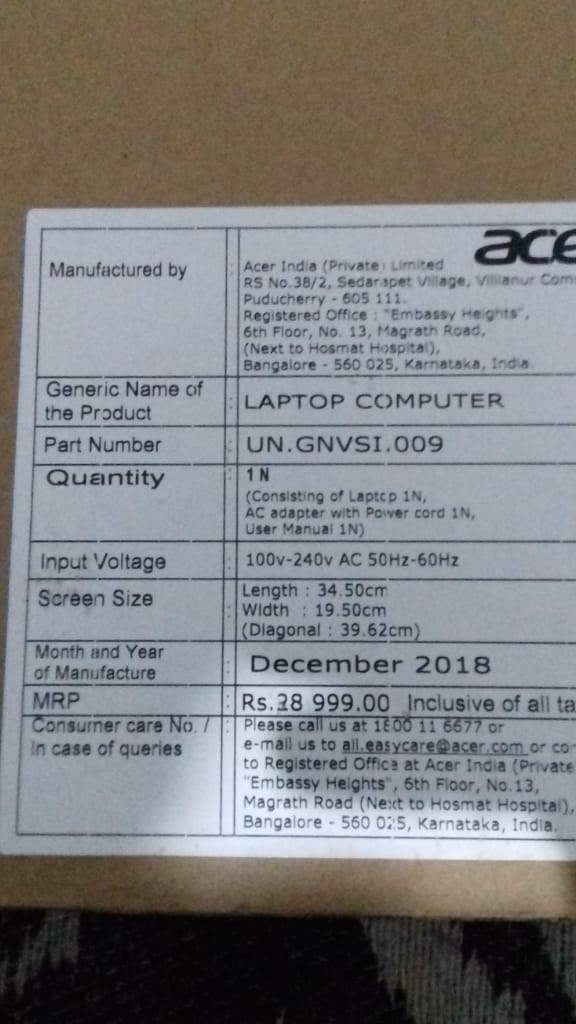 ace
Manufactured by : Acer India (Private) Limited
RS No.38/2, Sedarapet Village, Villianur Com
Puducherry - 605 111.
Registered Office : "Embassy Heights",
6th Floor, No. 13, Magrath Road,
(Next to Hosmat Hospital),
Bangalore - 560 025, Karnataka, India.
Generic Name of
the Product : LAPTOP COMPUTER
Part Number : UN.GNVSI.009
Quantity : 1 N
(Consisting of Laptop 1N,
AC adapter with Power cord 1N,
User Manual 1N)
Input Voltage : 100v-240v AC 50Hz-60Hz
Screen Size : Length : 34.50cm
Width : 19.50cm
(Diagonal : 39.62cm)
Month and Year
of Manufacture : December 2018
MRP : Rs. 999.00 Inclusive of all ta
Consumer care No. /
in case of queries : Please call us at 1800 11 6677 or
e-mail us to ail.easycare@acer.com or co
to Registered Office at Acer India (Private
"Embassy Heights", 6th Floor, No.13,
Magrath Road (Next to Hosmat Hospital),
Bangalore - 560 025, Karnataka, India.